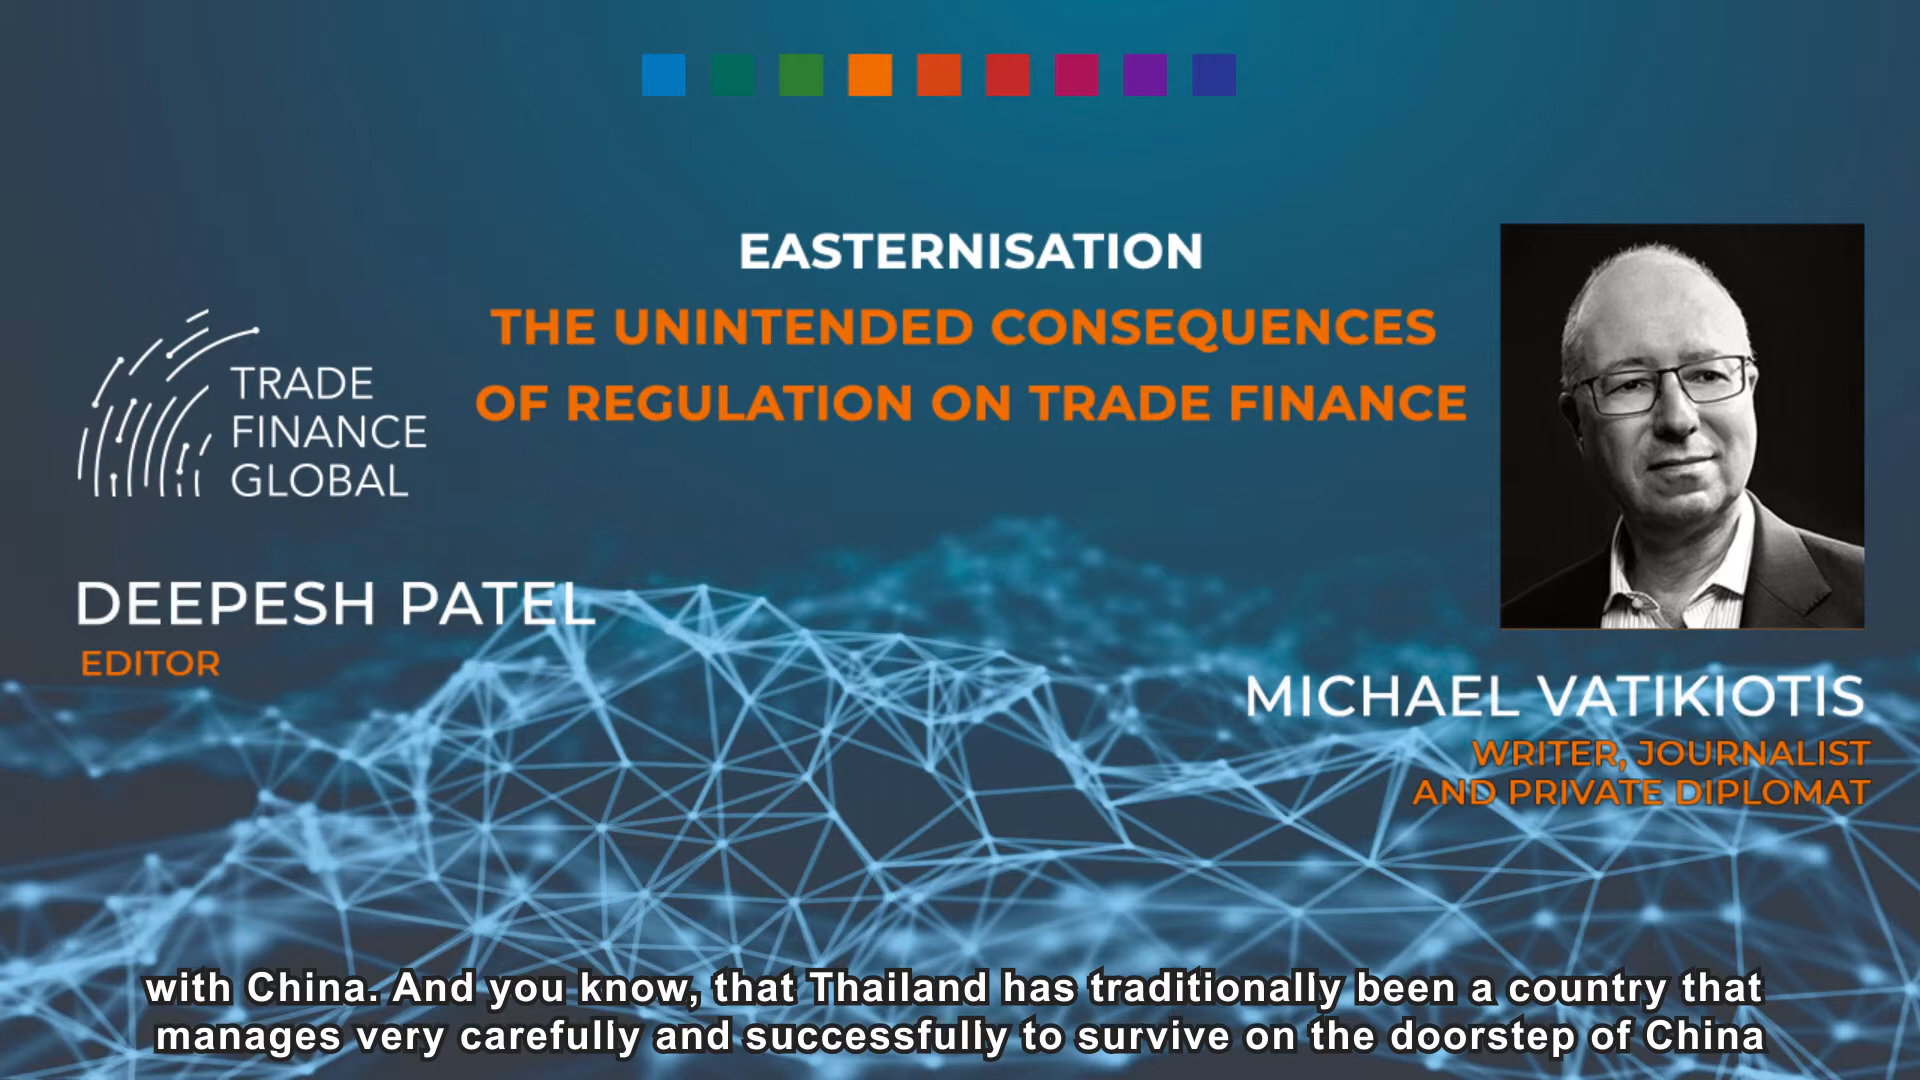 EASTERNISATION
THE UNINTENDED CONSEQUENCES
OF REGULATION ON TRADE FINANCE
TRADE
FINANCE
GLOBAL
DEEPESH PATEL
EDITOR
MICHAEL VATIKIOTIS
WRITER, JOURNALIST
AND PRIVATE DIPLOMAT
with China. And you know, that Thailand has traditionally been a country that
manages very carefully and successfully to survive on the doorstep of China